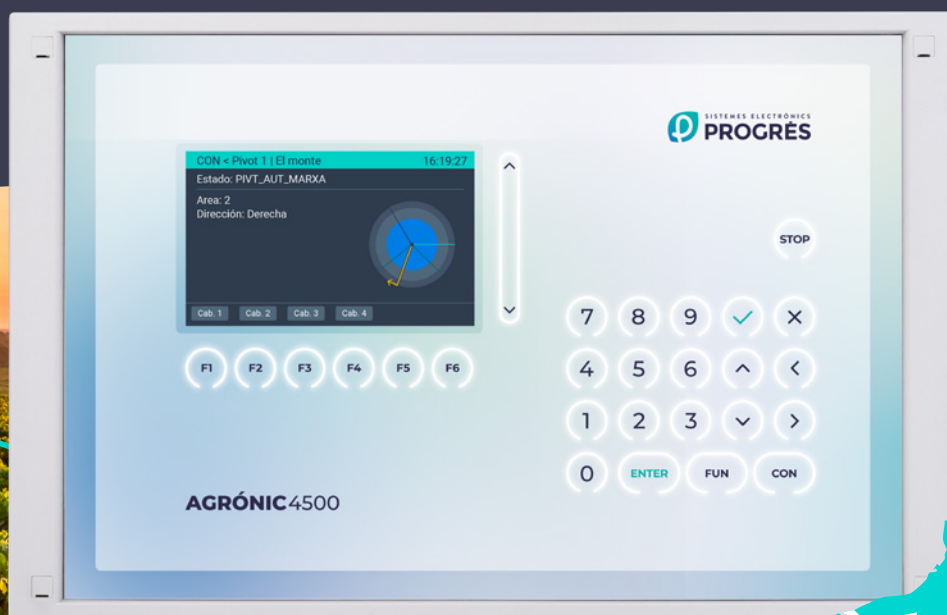 SISTEMES ELECTRÒNICS
PROGRÉS
CON < Pivot 1 | El monte 16:19:27
Estado: PIVT_AUT_MARXA
Area: 2
Dirección: Derecha
Cab. 1 Cab. 2 Cab. 3 Cab. 4
STOP
F1 F2 F3 F4 F5 F6
7 8 9
4 5 6
1 2 3
0 ENTER FUN CON
AGRÓNIC4500